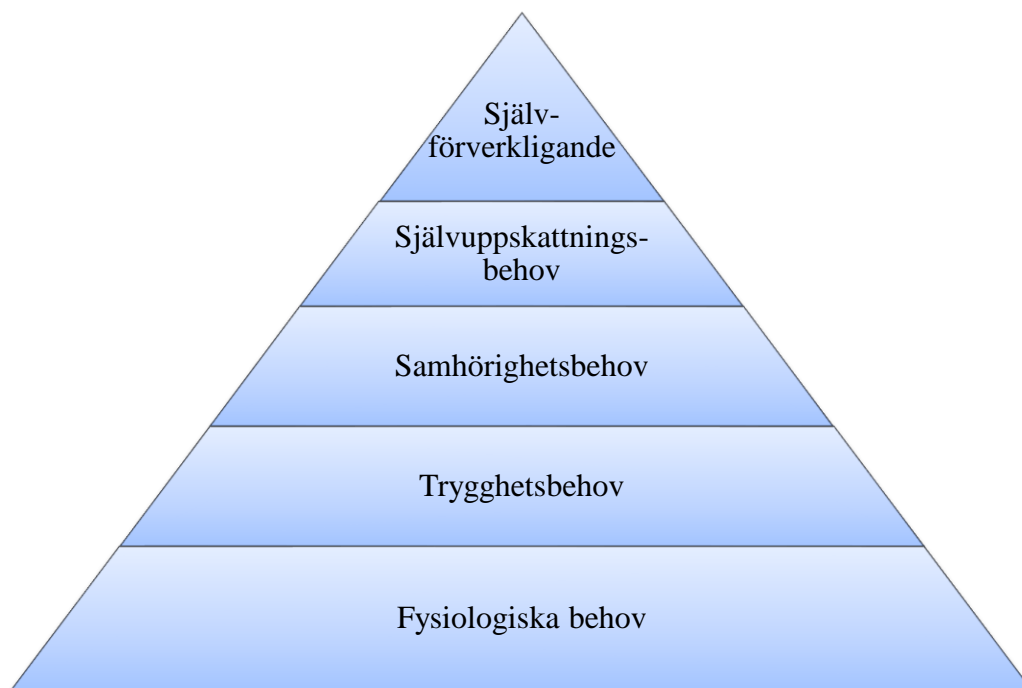 Själv-
förverkligande
Självuppskattnings-
behov
Samhörighetsbehov
Trygghetsbehov
Fysiologiska behov